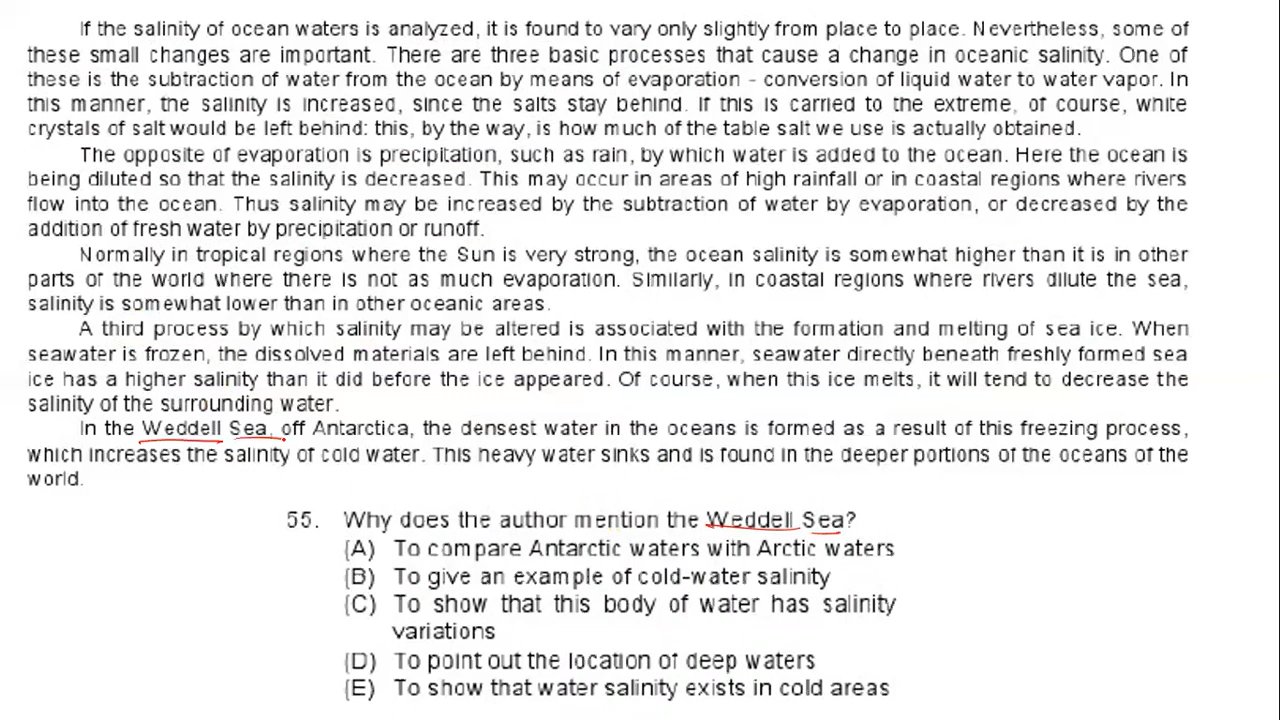 If the salinity of ocean waters is analyzed, it is found to vary only slightly from place to place. Nevertheless, some of
these small changes are important. There are three basic processes that cause a change in oceanic salinity. One of
these is the subtraction of water from the ocean by means of evaporation - conversion of liquid water to water vapor. In
this manner, the salinity is increased, since the salts stay behind. If this is carried to the extreme, of course, white
crystals of salt would be left behind: this, by the way, is how much of the table salt we use is actually obtained.
The opposite of evaporation is precipitation, such as rain, by which water is added to the ocean. Here the ocean is
being diluted so that the salinity is decreased. This may occur in areas of high rainfall or in coastal regions where rivers
flow into the ocean. Thus salinity may be increased by the subtraction of water by evaporation, or decreased by the
addition of fresh water by precipitation or runoff.
Normally in tropical regions where the Sun is very strong, the ocean salinity is somewhat higher than it is in other
parts of the world where there is not as much evaporation. Similarly, in coastal regions where rivers dilute the sea,
salinity is somewhat lower than in other oceanic areas.
A third process by which salinity may be altered is associated with the formation and melting of sea ice. When
seawater is frozen, the dissolved materials are left behind. In this manner, seawater directly beneath freshly formed sea
ice has a higher salinity than it did before the ice appeared. Of course, when this ice melts, it will tend to decrease the
salinity of the surrounding water.
In the Weddell Sea, off Antarctica, the densest water in the oceans is formed as a result of this freezing process,
which increases the salinity of cold water. This heavy water sinks and is found in the deeper portions of the oceans of the
world.
55. Why does the author mention the Weddell Sea?
(A) To compare Antarctic waters with Arctic waters
(B) To give an example of cold-water salinity
(C) To show that this body of water has salinity
variations
(D) To point out the location of deep waters
(E) To show that water salinity exists in cold areas